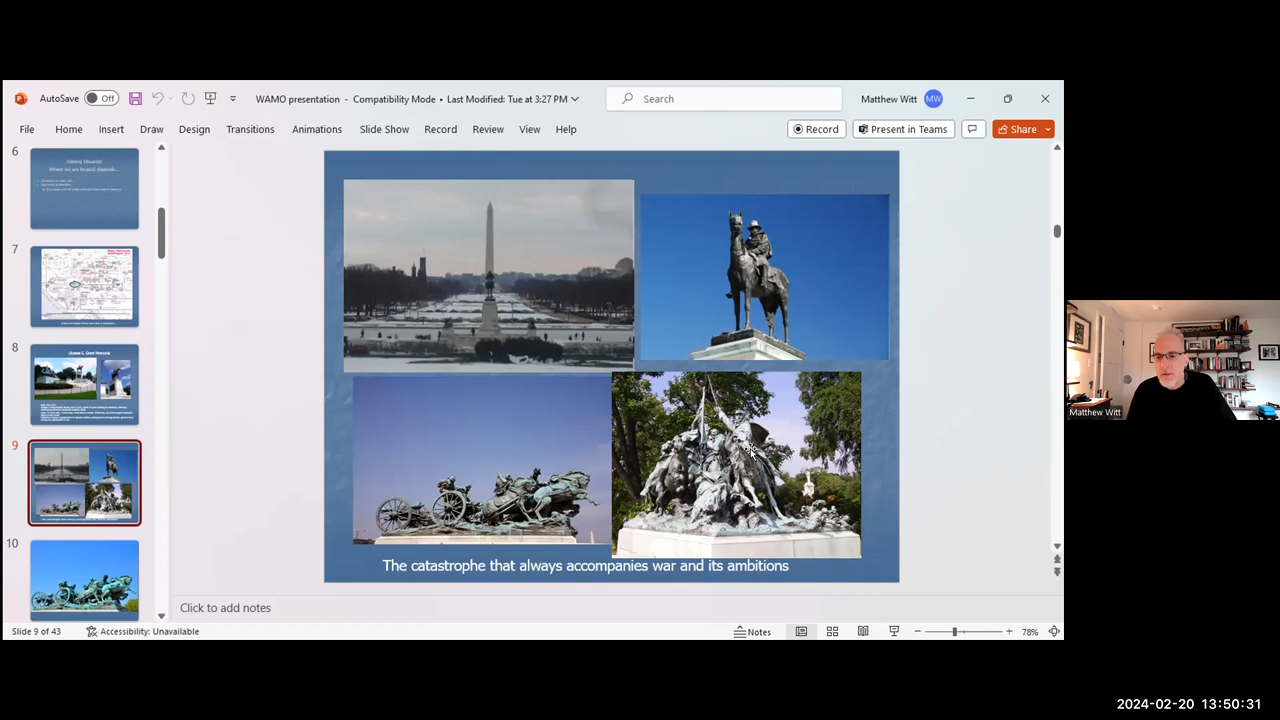 AutoSave Off WAMO presentation - Compatibility Mode • Last Modified: Tue at 3:27 PM Search Matthew Witt MW
File Home Insert Draw Design Transitions Animations Slide Show Record Review View Help Record Present in Teams Share
6
7
8
Ulysses S. Grant Memorial
9
10
The catastrophe that always accompanies war and its ambitions
Click to add notes
Slide 9 of 43 Accessibility: Unavailable Notes 78%
Matthew Witt
2024-02-20 13:50:31